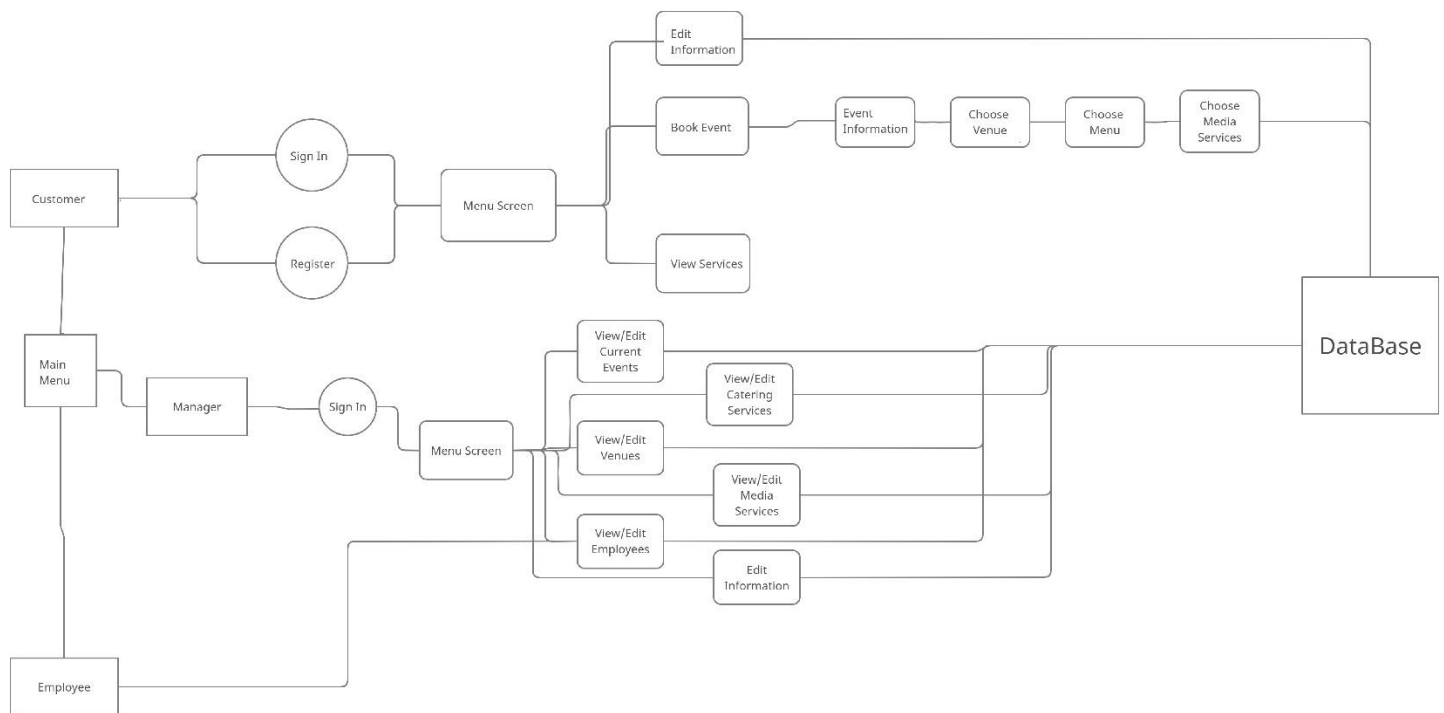 Edit
Information
Book Event
Event
Information
Choose
Venue
Choose
Menu
Choose
Media
Services
Sign In
Customer
Menu Screen
Register
View Services
DataBase
Main
Menu
Manager
Sign In
Menu Screen
View/Edit
Current
Events
View/Edit
Catering
Services
View/Edit
Venues
View/Edit
Media
Services
View/Edit
Employees
Edit
Information
Employee